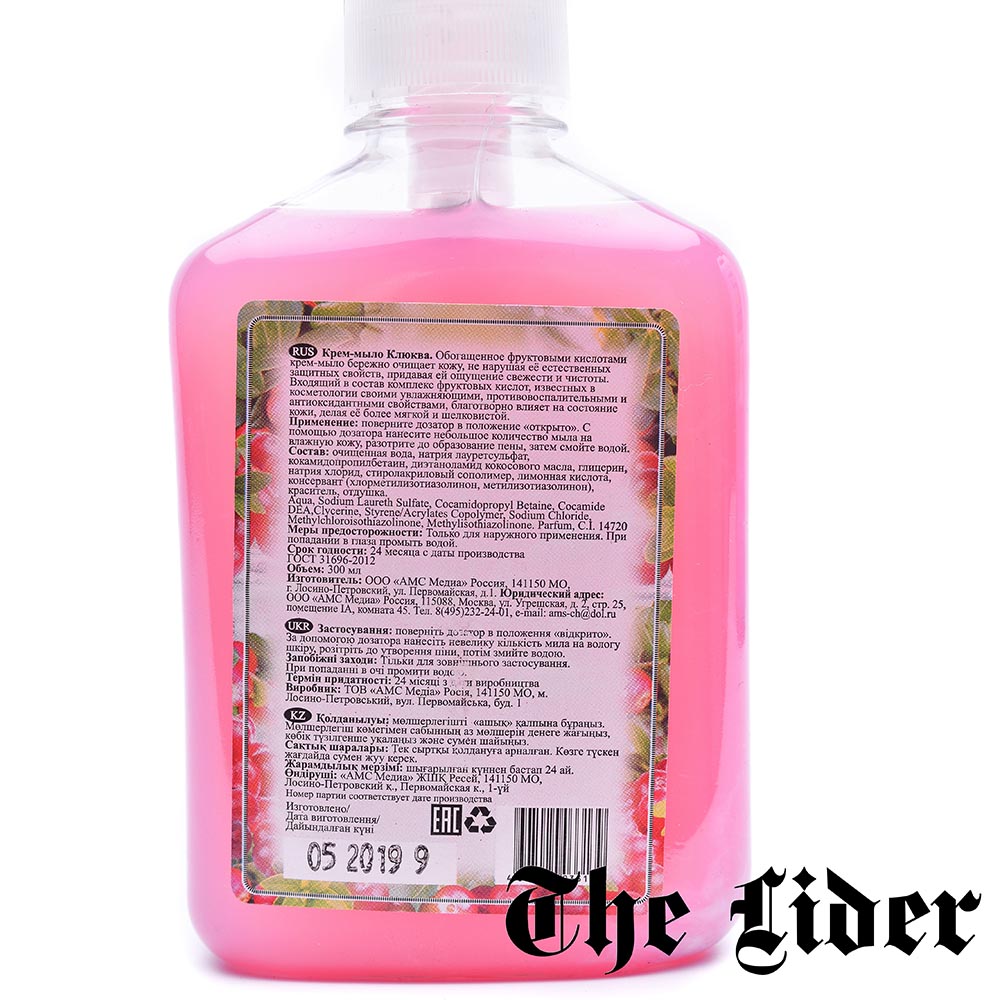 RUS Крем-мыло Клюква. Обогащенное фруктовыми кислотами
крем-мыло бережно очищает кожу, не нарушая её естественных
защитных свойств, придавая ей ощущение свежести и чистоты.
Входящий в состав комплекс фруктовых кислот, известных в
косметологии своими увлажняющими, противовоспалительными и
антиоксидантными свойствами, благотворно влияет на состояние
кожи, делая её более мягкой и шелковистой.
Применение: поверните дозатор в положение «открыто». С
помощью дозатора нанесите небольшое количество мыла на
влажную кожу, разотрите до образование пены, затем смойте водой.
Состав: очищенная вода, натрия лауретсульфат,
кокамидопропилбетаин, диэтаноламид кокосового масла, глицерин,
натрия хлорид, стиролакриловый сополимер, лимонная кислота,
консервант (хлорметилизотиазолинон, метилизотиазолинон),
краситель, отдушка.
Aqua, Sodium Laureth Sulfate, Cocamidopropyl Betaine, Cocamide
DEA,Glycerine, Styrene/Acrylates Copolymer, Sodium Chloride,
Methylchloroisothiazolinone, Methylisothiazolinone. Parfum, C.I. 14720
Меры предосторожности: Только для наружного применения. При
попадании в глаза промыть водой.
Срок годности: 24 месяца с даты производства
ГОСТ 31696-2012
Объем: 300 мл
Изготовитель: ООО «АМС Медиа» Россия, 141150 МО,
г. Лосино-Петровский, ул. Первомайская, д.1. Юридический адрес:
ООО «АМС Медиа» Россия, 115088, Москва, ул. Угрешская, д. 2, стр. 25,
помещение IA, комната 45. Тел. 8(495)232-24-01, e-mail: ams-ch@dol.ru
UKR Застосування: поверніть дозатор в положення «відкрито».
За допомогою дозатора нанесіть невелику кількість мила на вологу
шкіру, розітріть до утворення піни, потім змийте водою.
Запобіжні заходи: Тільки для зовнішнього застосування.
При попаданні в очі промити водою.
Термін придатності: 24 місяці з дати виробництва
Виробник: ТОВ «АМС Медіа» Росія, 141150 МО, м.
Лосино-Петровський, вул. Первомайська, буд. 1
KZ Қолданылуы: мөлшерлегішті «ашық» қалпына бұраңыз.
Мөлшерлегіш көмегімен сабынның аз мөлшерін денеге жағыңыз,
көбік түзілгенше уқалаңыз және сумен шайыңыз.
Сақтық шаралары: Тек сыртқы қолдануға арналған. Көзге түскен
жағдайда сумен жуу керек.
Жарамдылық мерзімі: шығарылған күннен бастап 24 ай.
Өндіруші: «АМС Медиа» ЖШҚ Ресей, 141150 МО,
Лосино-Петровский қ., Первомайская к., 1-үй
Номер партии соответствует дате производства
Изготовлено/
Дата виготовлення/
Дайындалған күні
EAC
05 2019 9
The Lider